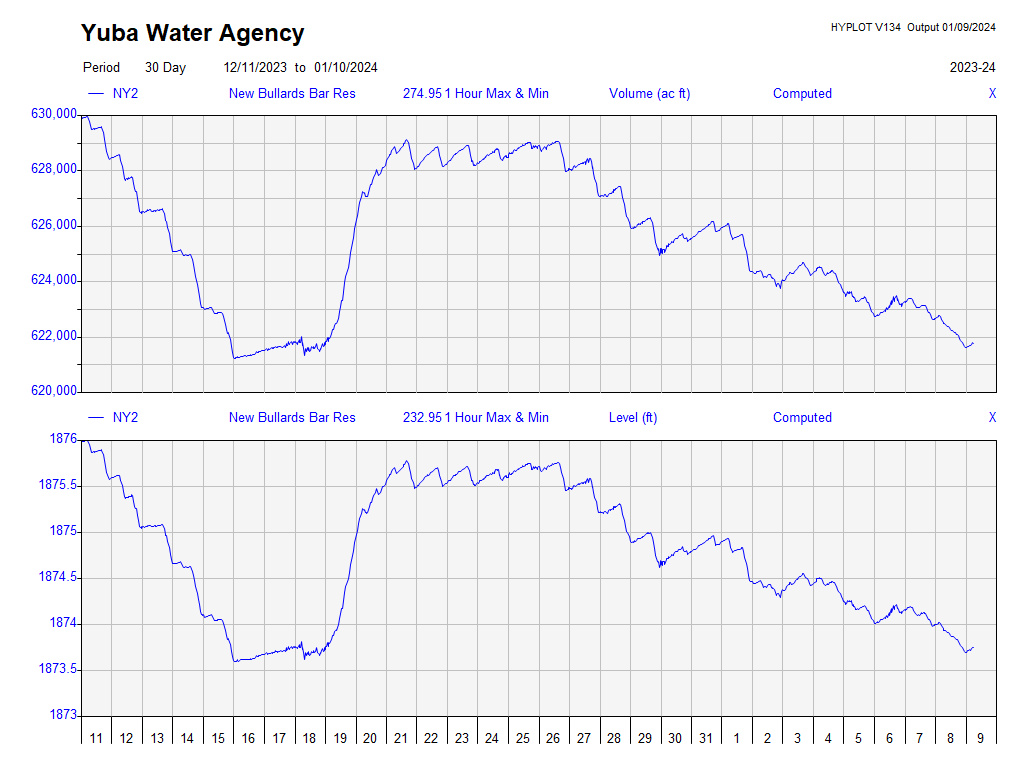 Yuba Water Agency
HYPLOT V134 Output 01/09/2024
Period 30 Day 12/11/2023 to 01/10/2024 2023-24
NY2 New Bullards Bar Res 274.95 1 Hour Max & Min Volume (ac ft) Computed X
630,000
628,000
626,000
624,000
622,000
620,000
NY2 New Bullards Bar Res 232.95 1 Hour Max & Min Level (ft) Computed X
1876
1875.5
1875
1874.5
1874
1873.5
1873
11 12 13 14 15 16 17 18 19 20 21 22 23 24 25 26 27 28 29 30 31 1 2 3 4 5 6 7 8 9